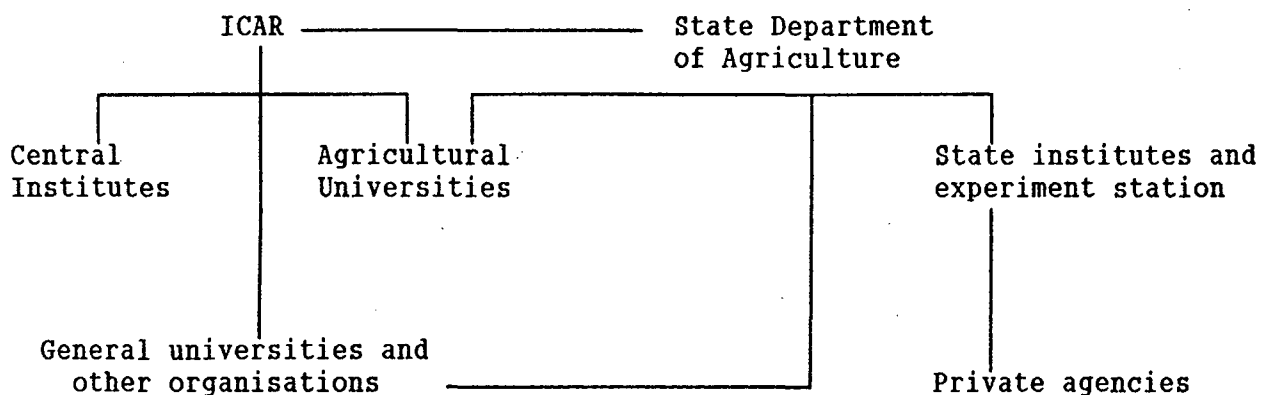 ICAR
State Department
of Agriculture
Central
Institutes
Agricultural
Universities
State institutes and
experiment station
General universities and
other organisations
Private agencies